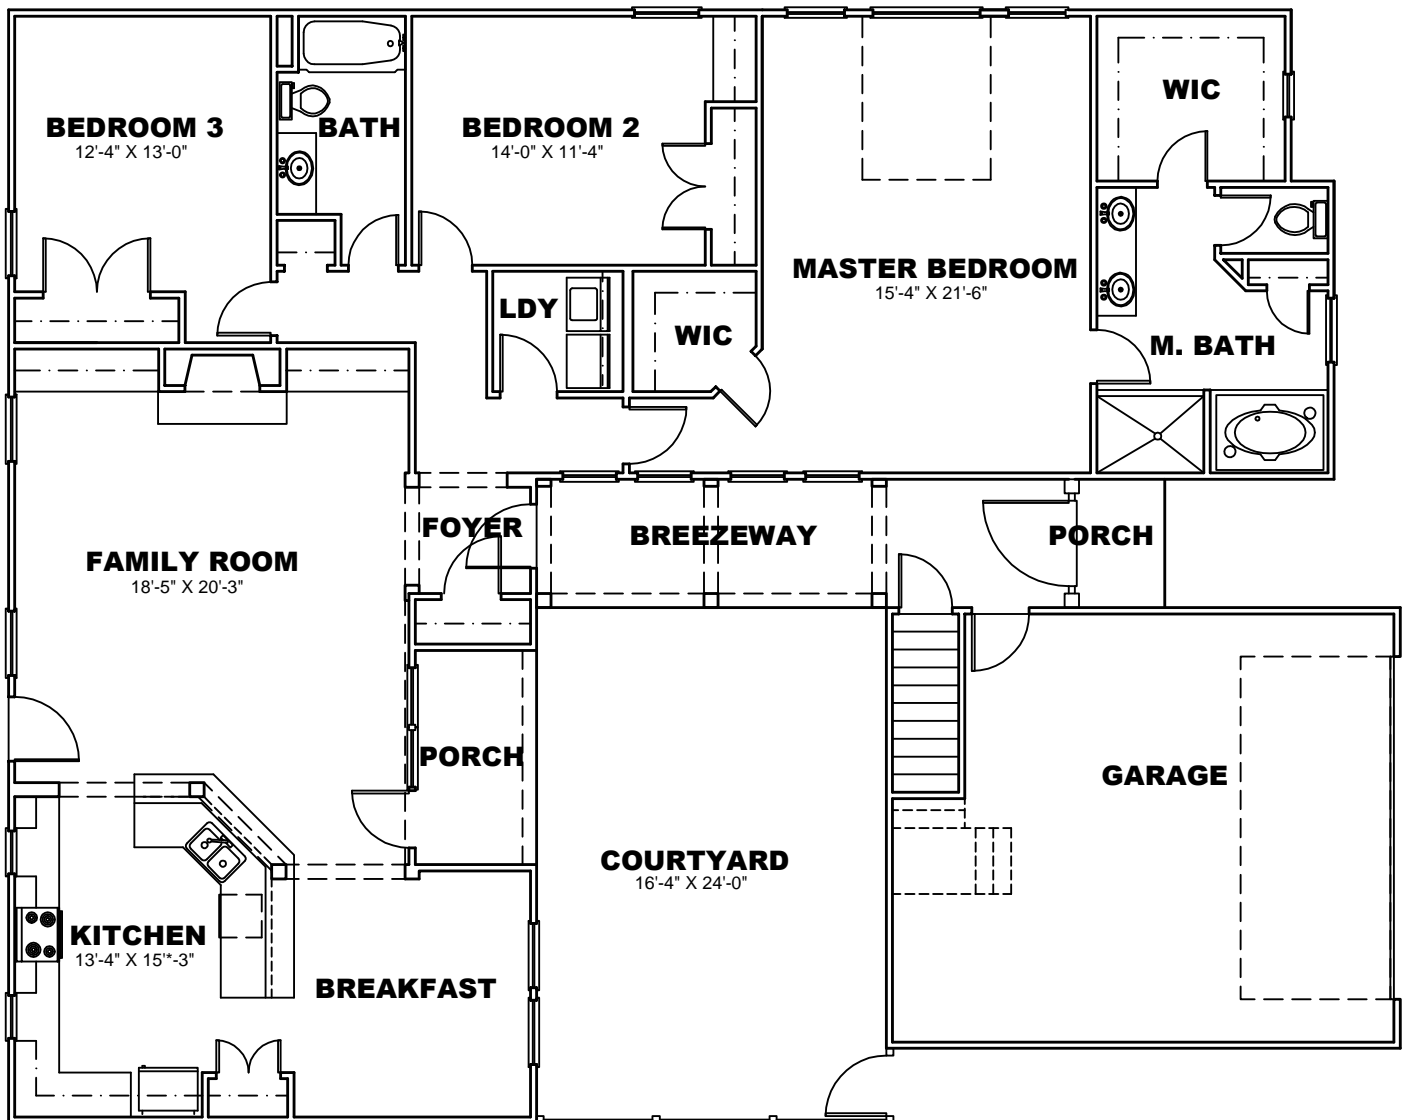 WIC
BEDROOM 3
12'-4" X 13'-0"
BATH
BEDROOM 2
14'-0" X 11'-4"
MASTER BEDROOM
15'-4" X 21'-6"
LDY
WIC
M. BATH
FAMILY ROOM
18'-5" X 20'-3"
FOYER
BREEZEWAY
PORCH
PORCH
GARAGE
COURTYARD
16'-4" X 24'-0"
KITCHEN
13'-4" X 15'*-3"
BREAKFAST